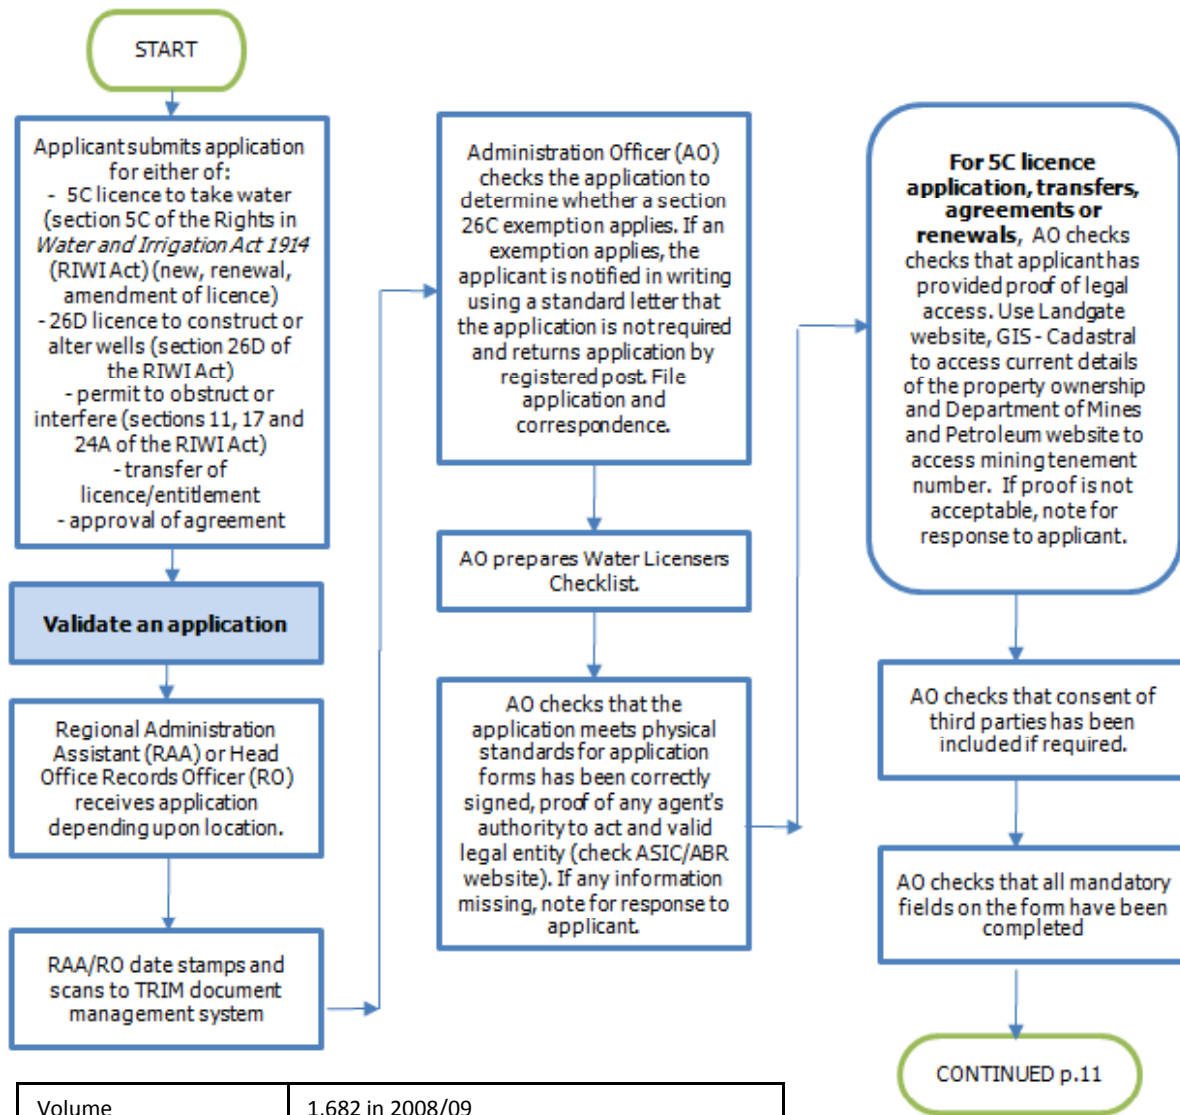 START
Applicant submits application
for either of:
- 5C licence to take water
(section 5C of the Rights in
Water and Irrigation Act 1914
(RIWI Act) (new, renewal,
amendment of licence)
- 26D licence to construct or
alter wells (section 26D of
the RIWI Act)
- permit to obstruct or
interfere (sections 11, 17 and
24A of the RIWI Act)
- transfer of
licence/entitlement
- approval of agreement
Validate an application
Regional Administration
Assistant (RAA) or Head
Office Records Officer (RO)
receives application
depending upon location.
RAA/RO date stamps and
scans to TRIM document
management system
Administration Officer (AO)
checks the application to
determine whether a section
26C exemption applies. If an
exemption applies, the
applicant is notified in writing
using a standard letter that
the application is not required
and returns application by
registered post. File
application and
correspondence.
AO prepares Water Licensers
Checklist.
AO checks that the
application meets physical
standards for application
forms has been correctly
signed, proof of any agent's
authority to act and valid
legal entity (check ASIC/ABR
website). If any information
missing, note for response to
applicant.
For 5C licence
application, transfers,
agreements or
renewals, AO checks
checks that applicant has
provided proof of legal
access. Use Landgate
website, GIS - Cadastral
to access current details
of the property ownership
and Department of Mines
and Petroleum website to
access mining tenement
number. If proof is not
acceptable, note for
response to applicant.
AO checks that consent of
third parties has been
included if required.
AO checks that all mandatory
fields on the form have been
completed
CONTINUED p.11
Volume 1,682 in 2008/09